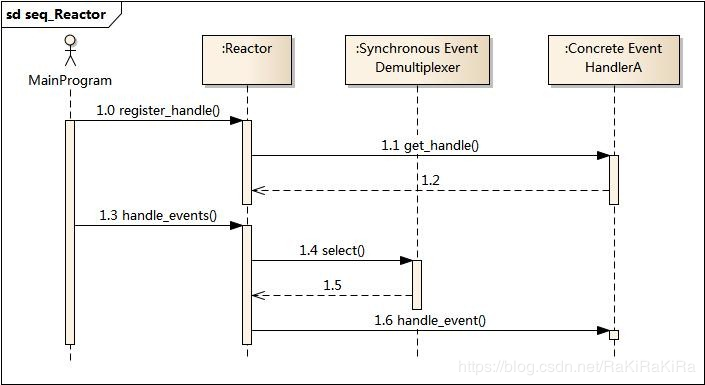 sd seq_Reactor
MainProgram
:Reactor
:Synchronous Event
Demultiplexer
:Concrete Event
HandlerA
1.0 register_handle()
1.1 get_handle()
1.2
1.3 handle_events()
1.4 select()
1.5
1.6 handle_event()
https://blog.csdn.net/RaKiRaKiRa